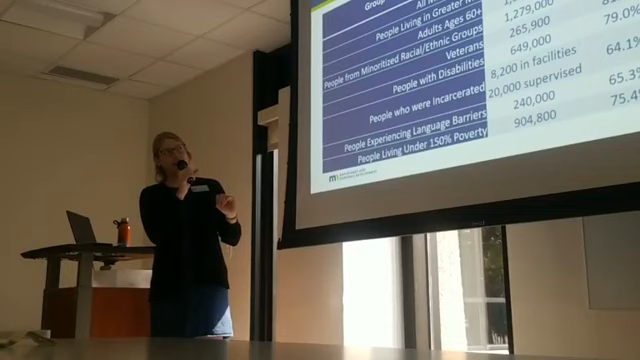 Group
All M
People Living in Greater M
Adults Ages 60+
People from Minoritized Racial/Ethnic Groups
Veterans
People with Disabilities
People who were Incarcerated
People Experiencing Language Barriers
People Living Under 150% Poverty
1,279,000
265,900
649,000
8,200 in facilities
20,000 supervised
240,000
904,800
79.0%
64.1%
65.3
75.4